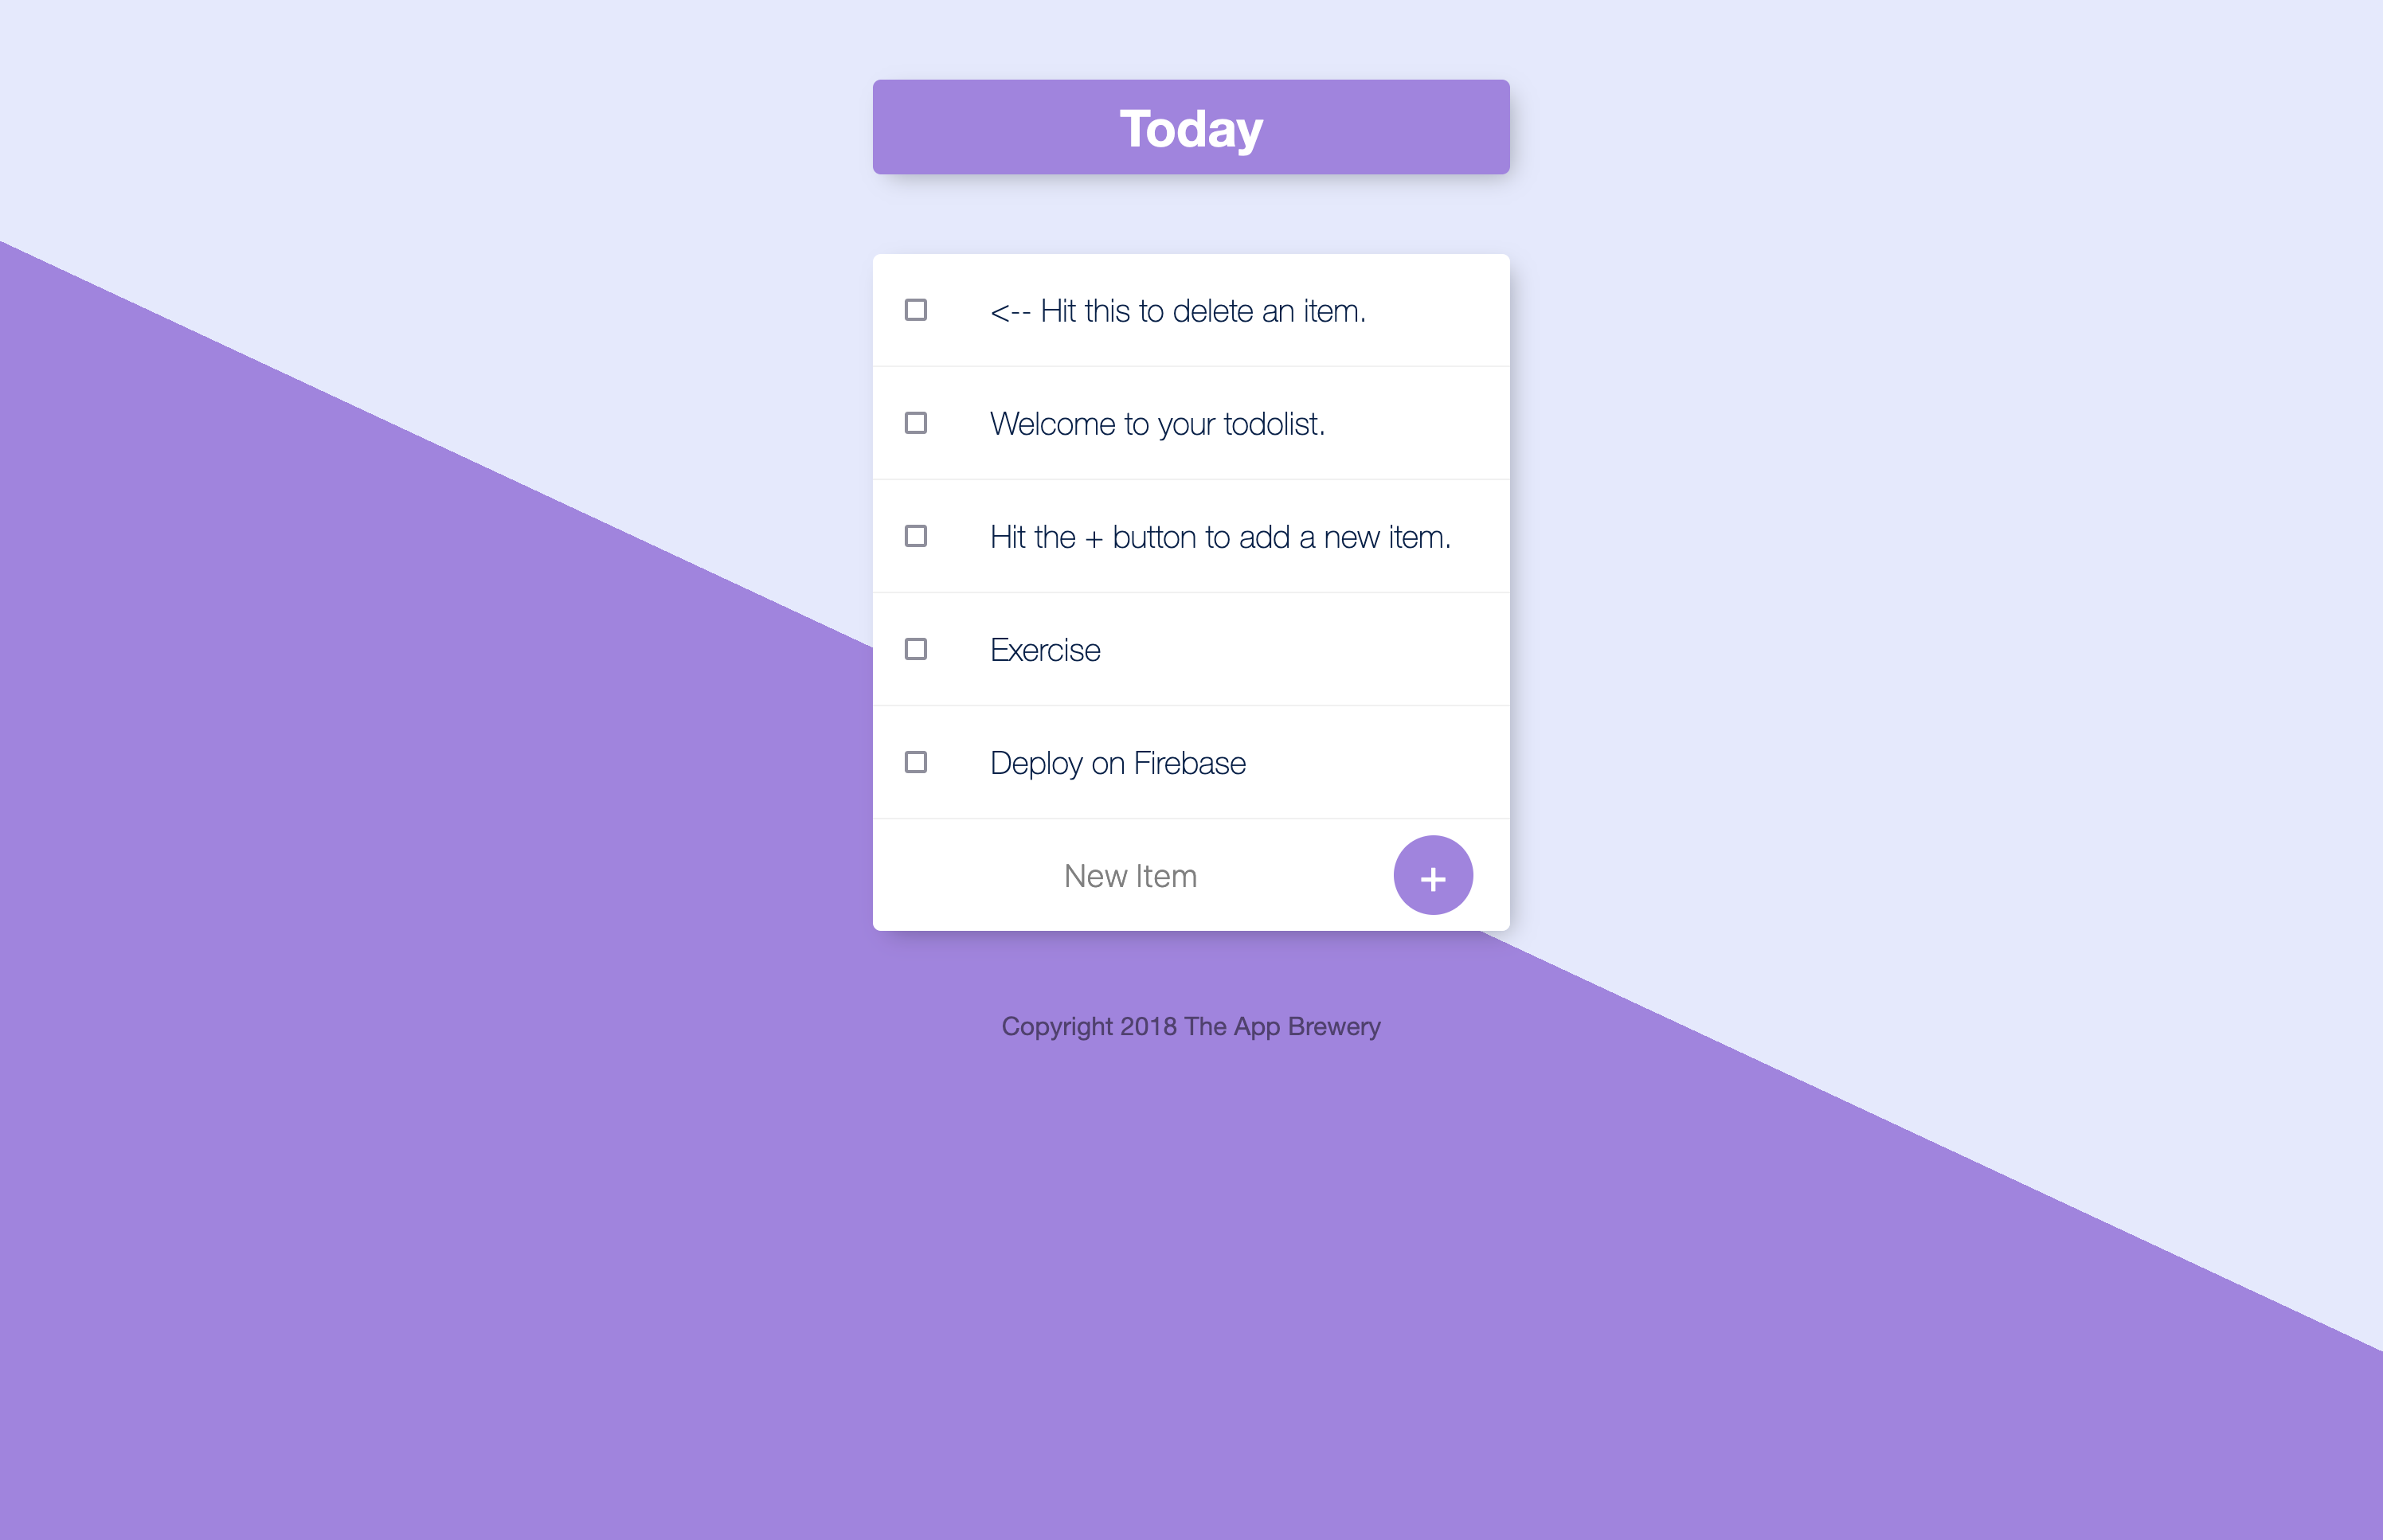 Today
<-- Hit this to delete an item.
Welcome to your todolist.
Hit the + button to add a new item.
Exercise
Deploy on Firebase
New Item +
Copyright 2018 The App Brewery